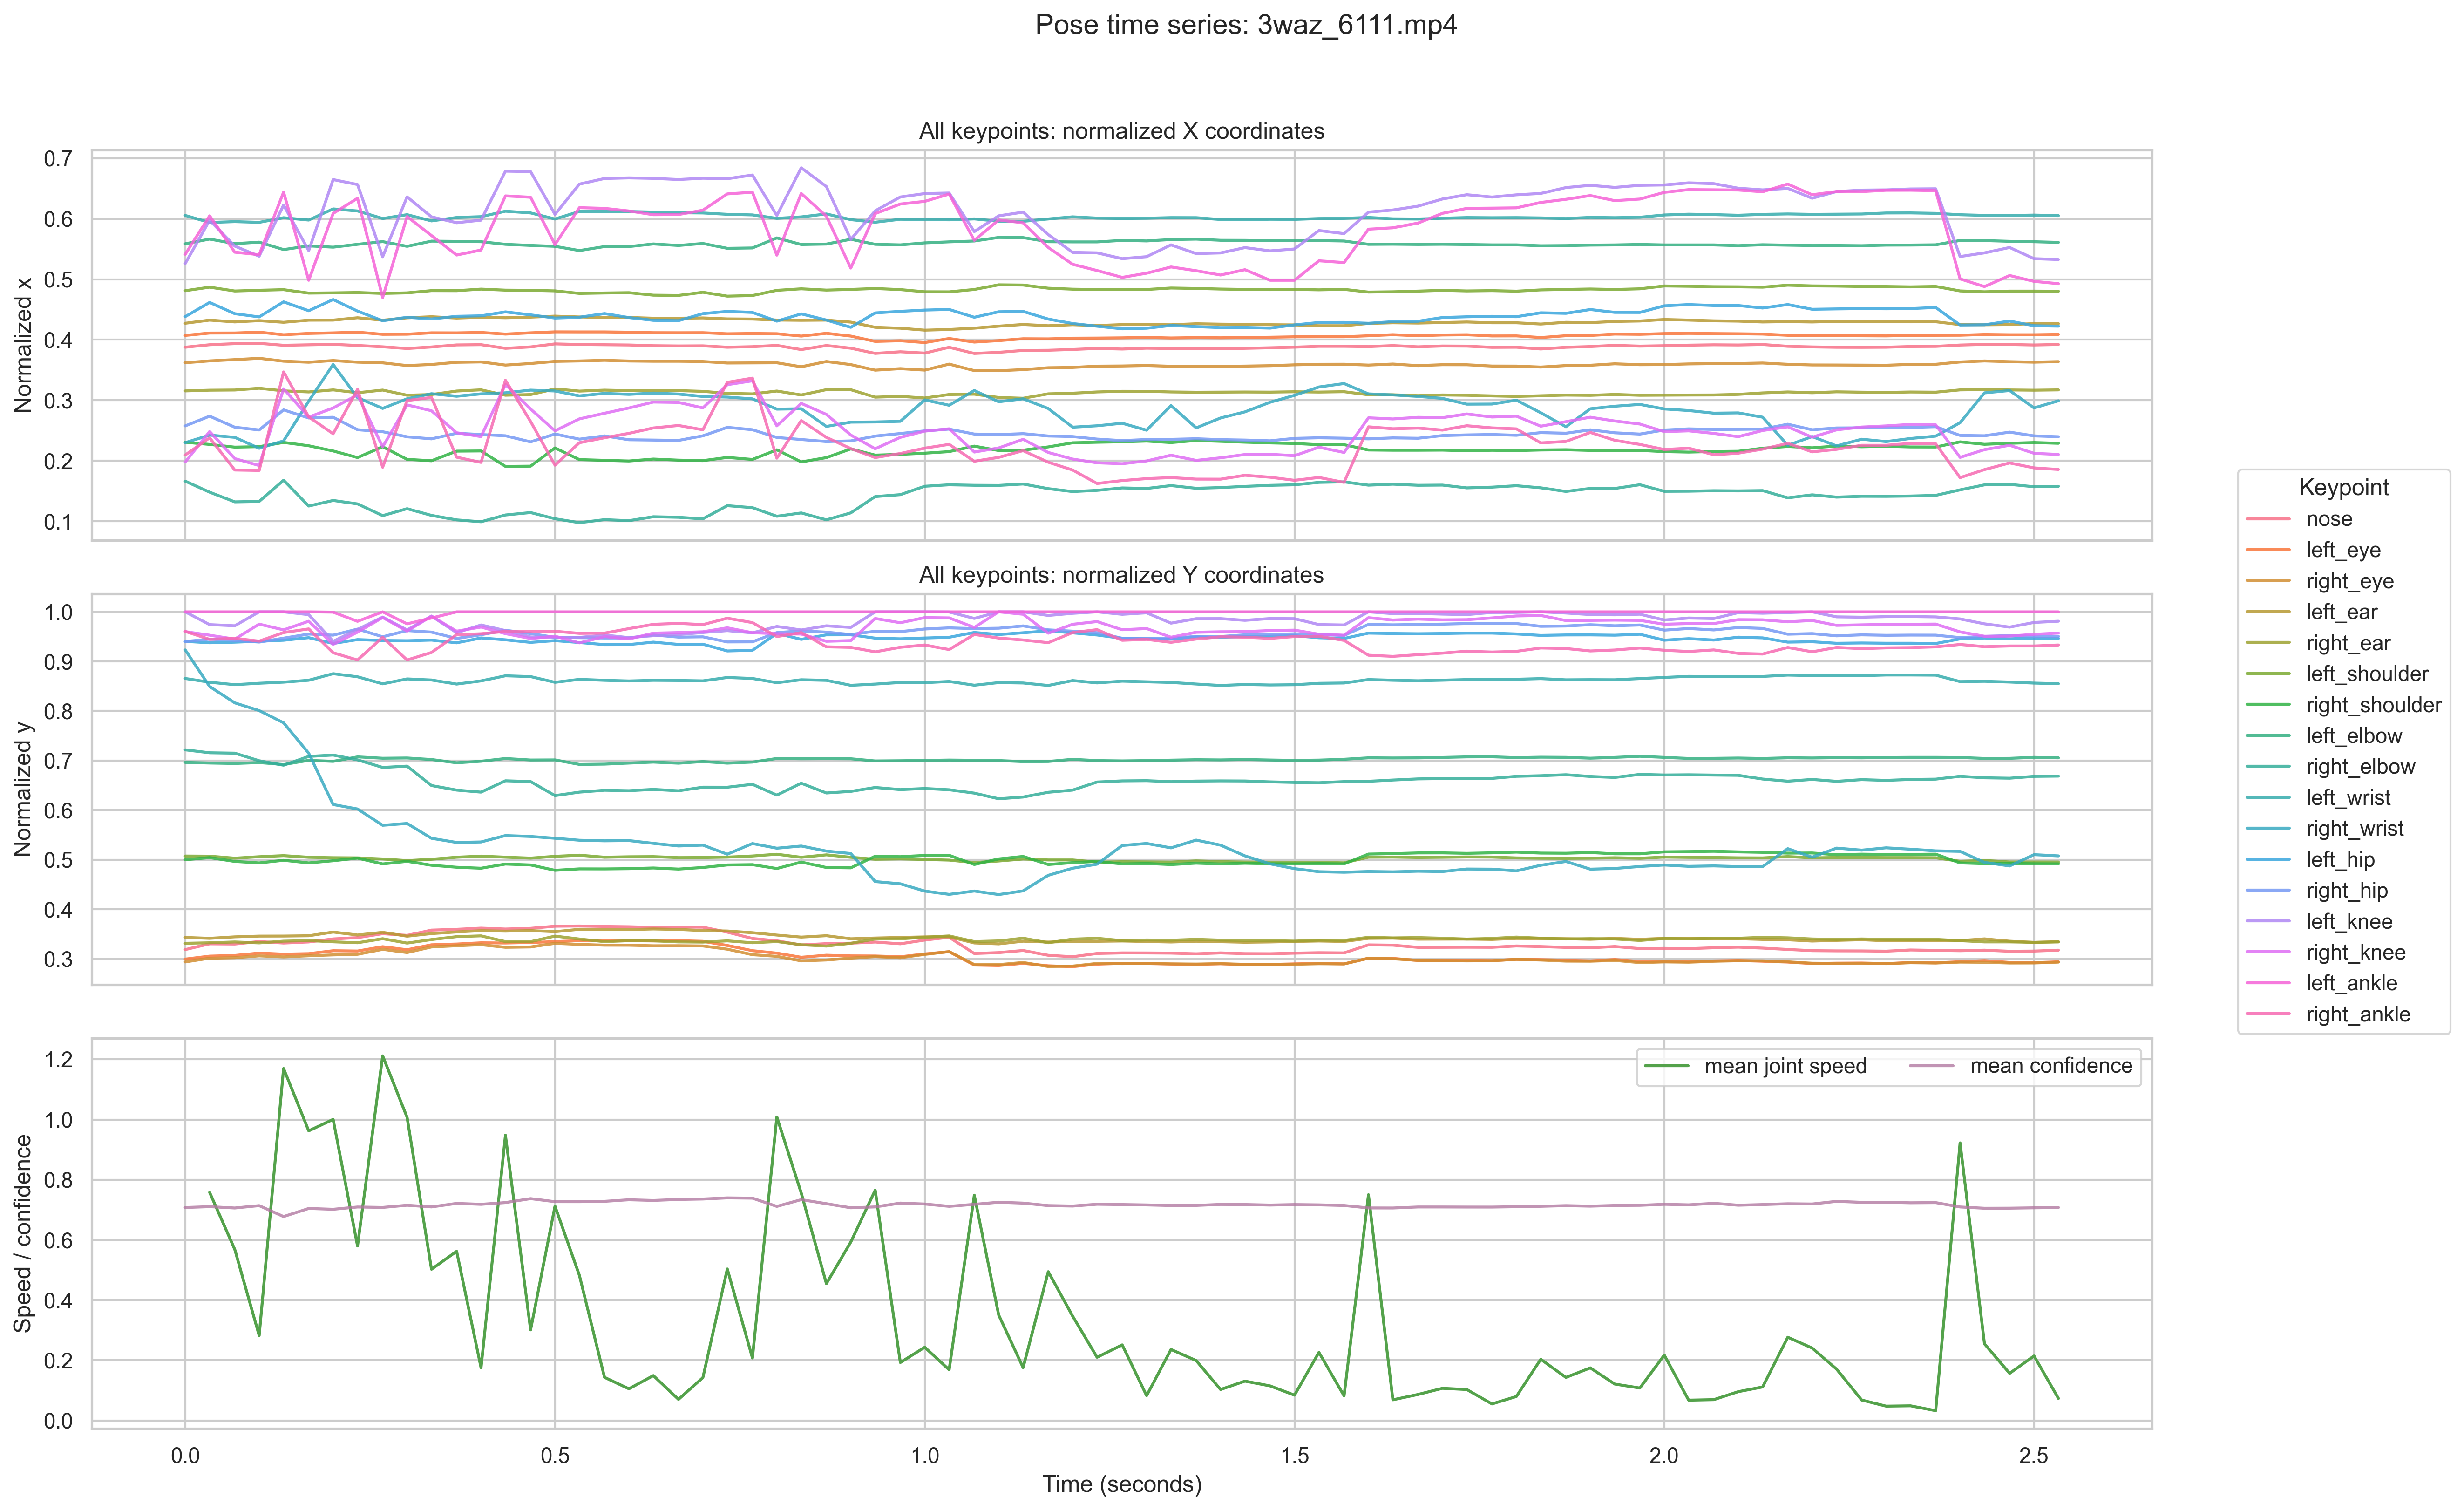 Pose time series: 3waz_6111.mp4
All keypoints: normalized X coordinates
0.7
0.6
0.5
0.4
0.3
0.2
0.1
Normalized x
All keypoints: normalized Y coordinates
1.0
0.9
0.8
0.7
0.6
0.5
0.4
0.3
Normalized y
Keypoint
nose
left_eye
right_eye
left_ear
right_ear
left_shoulder
right_shoulder
left_elbow
right_elbow
left_wrist
right_wrist
left_hip
right_hip
left_knee
right_knee
left_ankle
right_ankle
mean joint speed
mean confidence
1.2
1.0
0.8
0.6
0.4
0.2
0.0
Speed / confidence
0.0 0.5 1.0 1.5 2.0 2.5
Time (seconds)